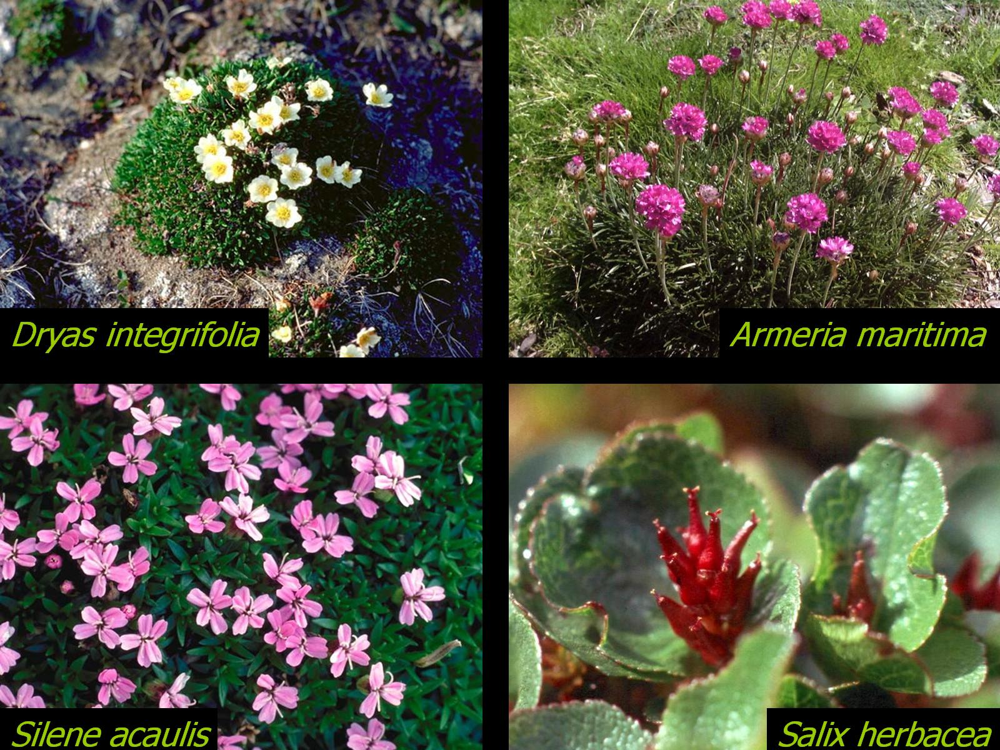 Dryas integrifolia
Armeria maritima
Silene acaulis
Salix herbacea